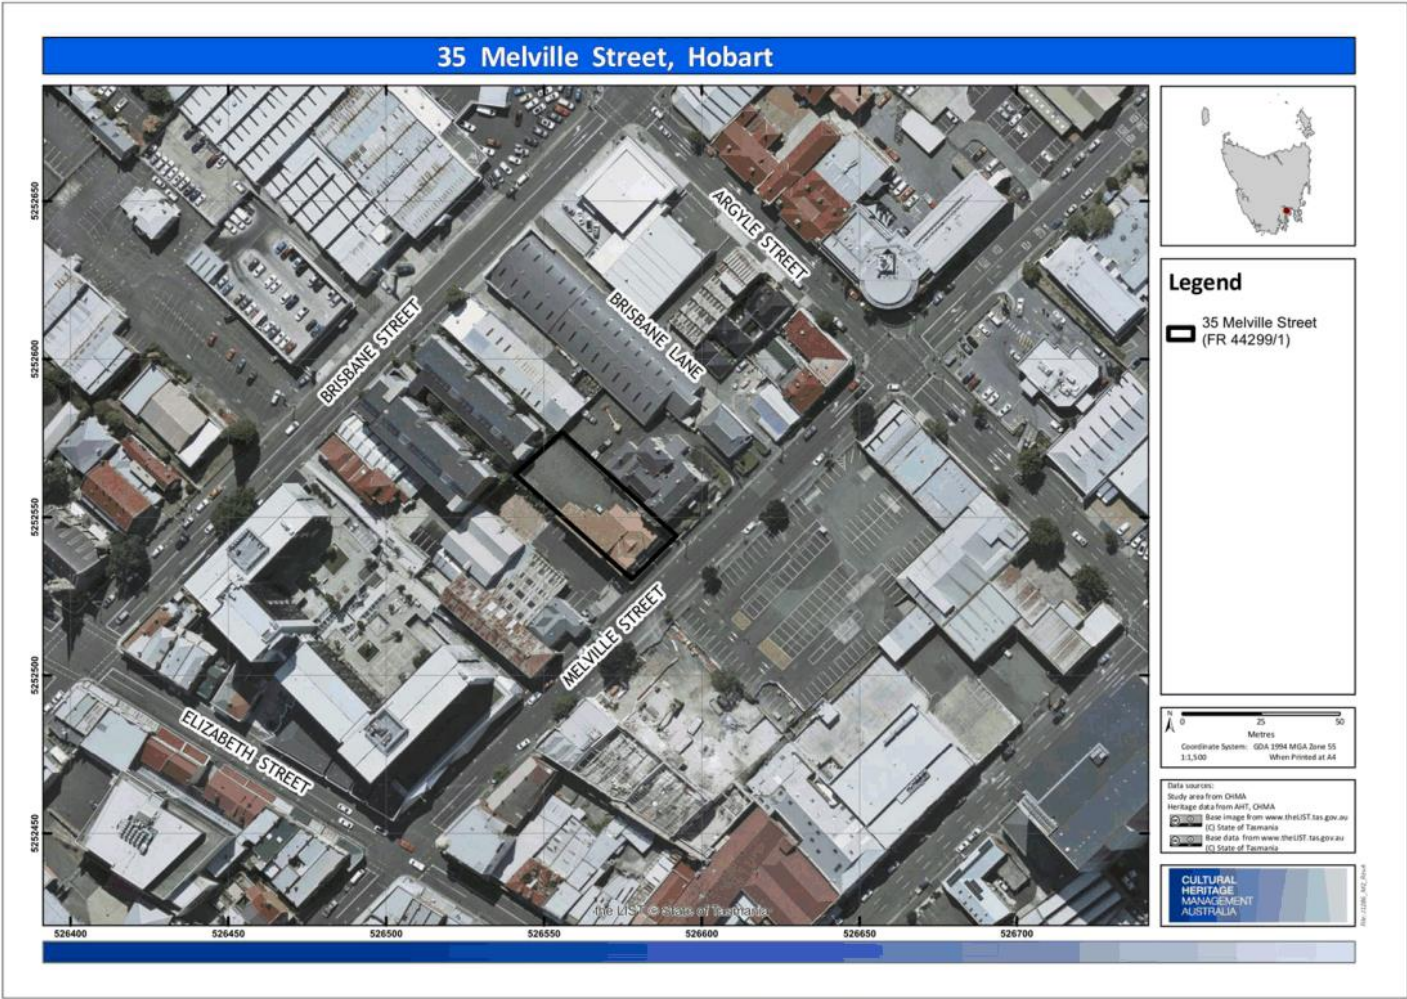 35 Melville Street, Hobart
ARGYLE STREET
BRISBANE LANE
BRISBANE STREET
MELVILLE STREET
ELIZABETH STREET
5252650
5252600
5252550
5252500
5252450
526400
526450
526500
526550
526600
526650
526700
the LIST © State of Tasmania
Legend
35 Melville Street
(FR 44299/1)
N
0 25 50
Metres
Coordinate System: GDA 1994 MGA Zone 55
1:1,500 When Printed at A4
Data sources:
Study area from CHMA
Heritage data from AHT, CHMA
Base image from www.theLIST.tas.gov.au
(C) State of Tasmania
Base data from www.theLIST.tas.gov.au
(C) State of Tasmania
CULTURAL
HERITAGE
MANAGEMENT
AUSTRALIA